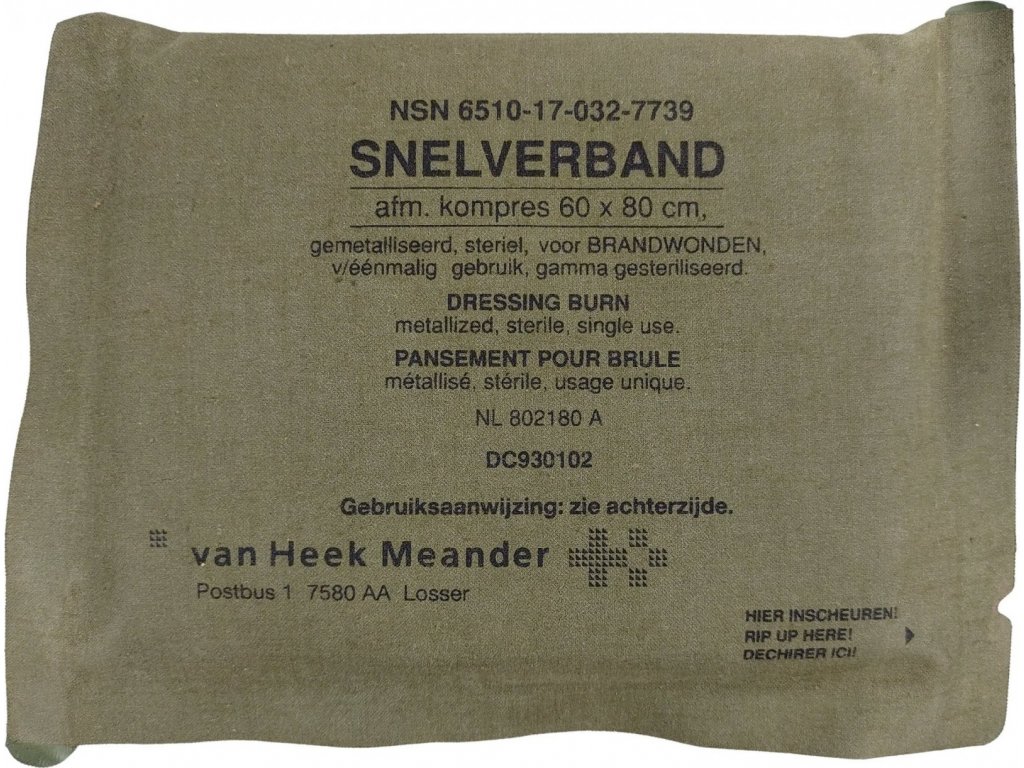 NSN 6510-17-032-7739
SNELVERBAND
afm. kompres 60 x 80 cm,
gemetalliseerd, steriel, voor BRANDWONDEN,
v/éénmalig gebruik, gamma gesteriliseerd.
DRESSING BURN
metallized, sterile, single use.
PANSEMENT POUR BRULE
métallisé, stérile, usage unique.
NL 802180 A
DC930102
Gebruiksaanwijzing: zie achterzijde.
van Heek Meander
Postbus 1 7580 AA Losser
HIER INSCHEUREN!
RIP UP HERE!
DECHIRER ICI!